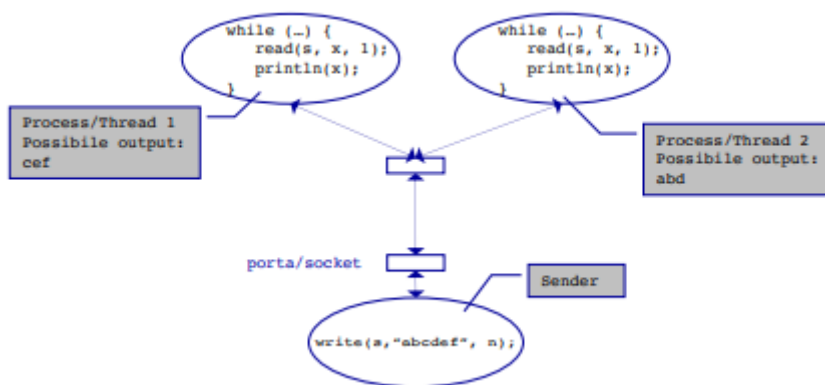 while (…) {
read(s, x, 1);
println(x);
}
while (…) {
read(s, x, 1);
println(x);
}
Process/Thread 1
Possibile output:
cef
Process/Thread 2
Possibile output:
abd
porta/socket
Sender
write(s,"abcdef", n);